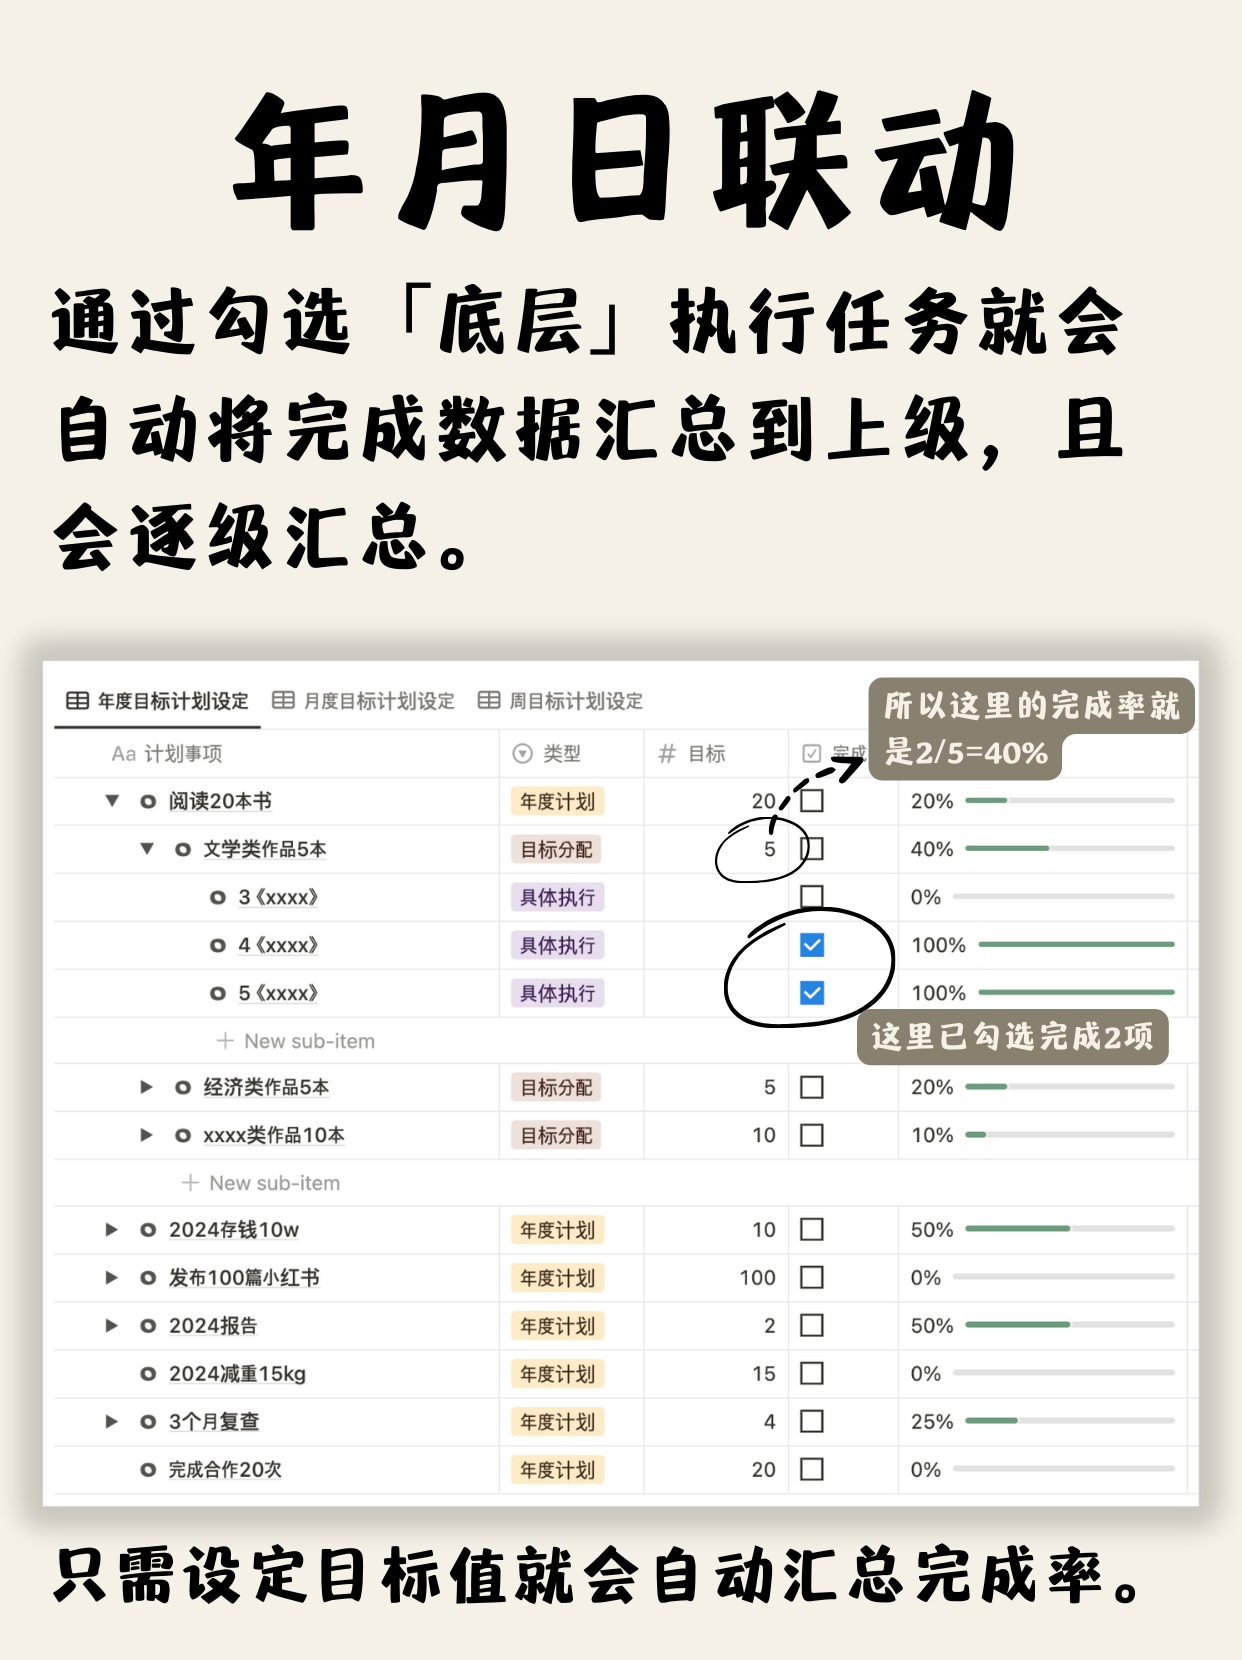 年月日联动
通过勾选「底层」执行任务就会
自动将完成数据汇总到上级，且
会逐级汇总。
年度目标计划设定 月度目标计划设定 周目标计划设定
所以这里的完成率就
是2/5=40%
Aa 计划事项 类型 # 目标 完成
阅读20本书 年度计划 20 20%
文学类作品5本 目标分配 5 40%
3《xxxx》 具体执行 0%
4《xxxx》 具体执行 100%
5《xxxx》 具体执行 100%
这里已勾选完成2项
+ New sub-item
经济类作品5本 目标分配 5 20%
xxxx类作品10本 目标分配 10 10%
+ New sub-item
2024存钱10w 年度计划 10 50%
发布100篇小红书 年度计划 100 0%
2024报告 年度计划 2 50%
2024减重15kg 年度计划 15 0%
3个月复查 年度计划 4 25%
完成合作20次 年度计划 20 0%
只需设定目标值就会自动汇总完成率。